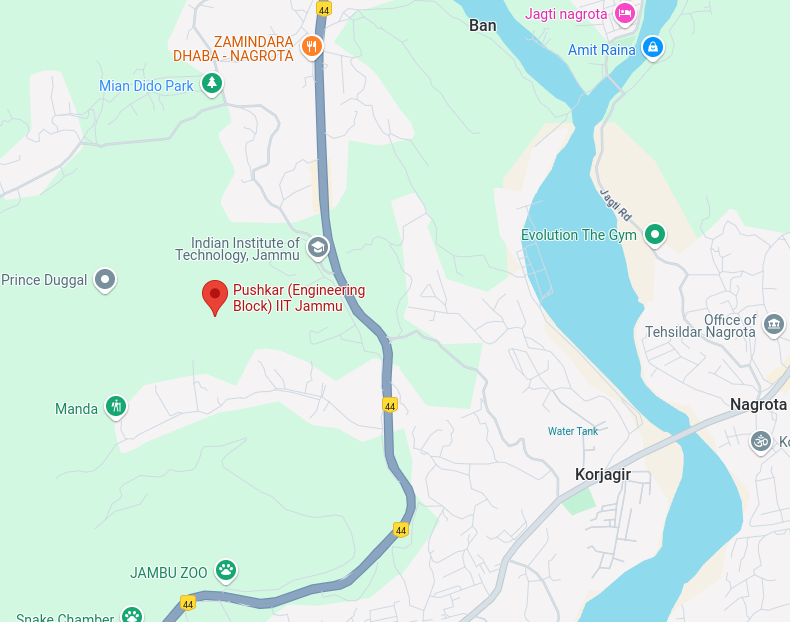 44
Jagti nagrota
Ban
ZAMINDARA
DHABA - NAGROTA
Amit Raina
Mian Dido Park
Jagti Rd
Indian Institute of
Technology, Jammu
Evolution The Gym
Prince Duggal
Pushkar (Engineering
Block) IIT Jammu
Office of
Tehsildar Nagrota
Manda
44
Nagrota
Water Tank
Ko
Korjagir
44
JAMBU ZOO
44
Snake Chamber